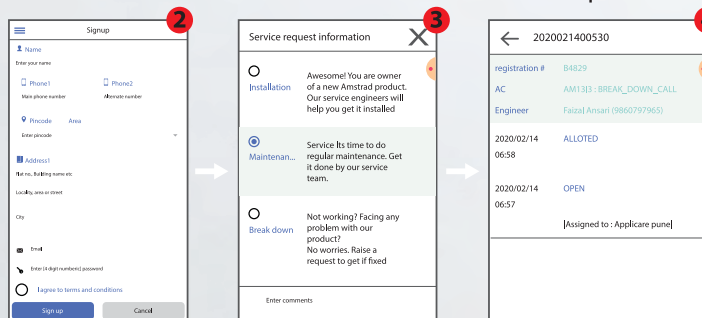 2
Signup
Name
Enter your name
Phone1 Phone2
Main phone number Alternate number
Pincode Area
Enter pincode
Address1
Flat no., Building name etc
Locality, area or street
City
Email
Enter [4 digit numberic] password
I agree to terms and conditions
Sign up Cancel
3
Service request information
Installation
Awesome! You are owner
of a new Amstrad product.
Our service engineers will
help you get it installed
Maintenan...
Service Its time to do
regular maintenance. Get
it done by our service
team.
Break down
Not working? Facing any
problem with our
product?
No worries. Raise a
request to get if fixed
Enter comments
2020021400530
registration # B4829
AC AM13|3 : BREAK_DOWN_CALL
Engineer Faizal Ansari (9860797965)
2020/02/14 ALLOTED
06:58
2020/02/14 OPEN
06:57
|Assigned to : Applicare pune|